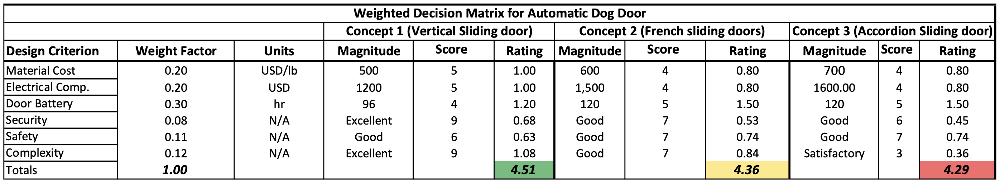 Weighted Decision Matrix for Automatic Dog Door
Concept 1 (Vertical Sliding door) Concept 2 (French sliding doors) Concept 3 (Accordion Sliding door)
Design Criterion Weight Factor Units Magnitude Score Rating Magnitude Score Rating Magnitude Score Rating
Material Cost 0.20 USD/lb 500 5 1.00 600 4 0.80 700 4 0.80
Electrical Comp. 0.20 USD 1200 5 1.00 1,500 4 0.80 1600.00 4 0.80
Door Battery 0.30 hr 96 4 1.20 120 5 1.50 120 5 1.50
Security 0.08 N/A Excellent 9 0.68 Good 7 0.53 Good 6 0.45
Safety 0.11 N/A Good 6 0.63 Good 7 0.74 Good 7 0.74
Complexity 0.12 N/A Excellent 9 1.08 Good 7 0.84 Satisfactory 3 0.36
Totals 1.00 4.51 4.36 4.29